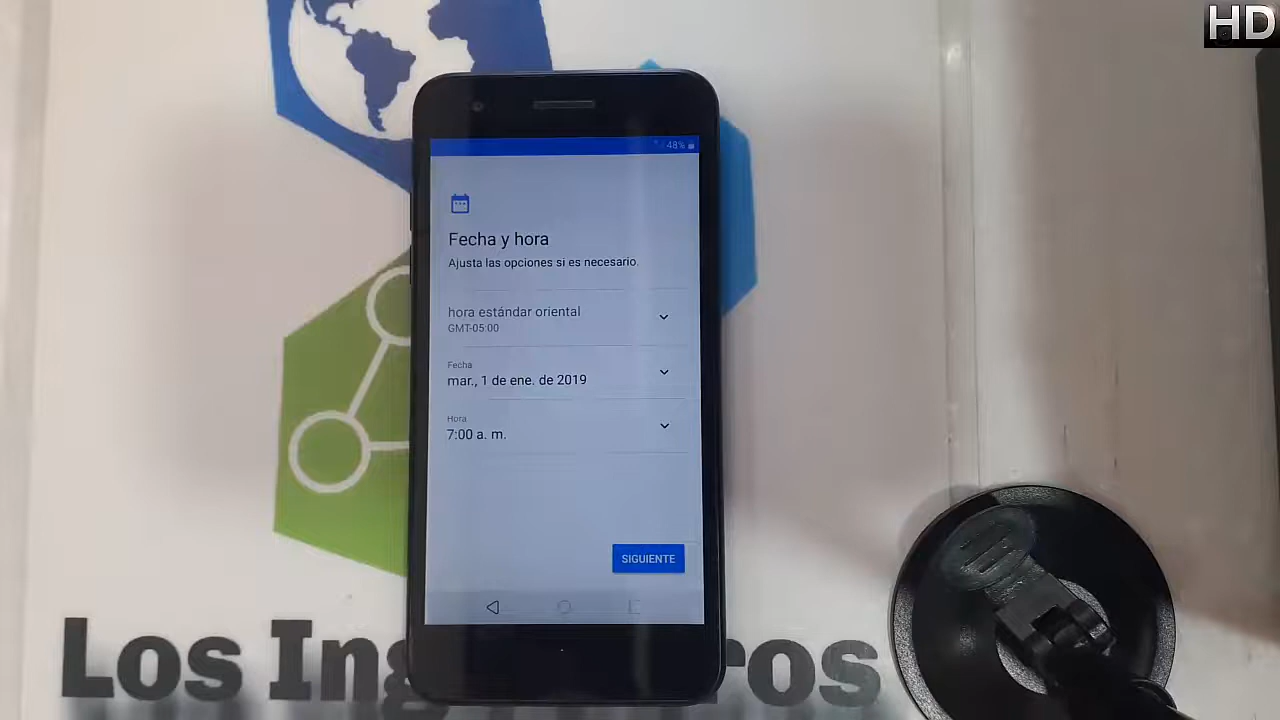 HD
48%
Fecha y hora
Ajusta las opciones si es necesario.
hora estándar oriental
GMT-05:00
Fecha
mar., 1 de ene. de 2019
Hora
7:00 a. m.
SIGUIENTE
Los Ing ros